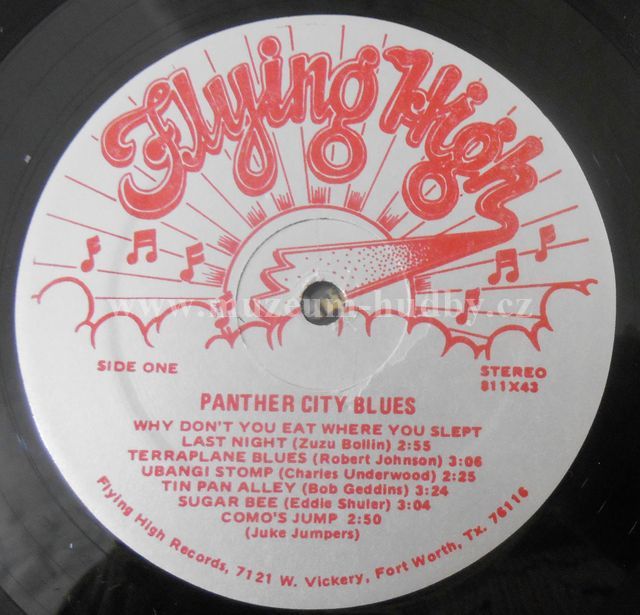 Flying High
www.muzeum-hudby.cz
SIDE ONE
STEREO
811X43
PANTHER CITY BLUES
WHY DON'T YOU EAT WHERE YOU SLEPT
LAST NIGHT (Zuzu Bollin) 2:55
TERRAPLANE BLUES (Robert Johnson) 3:06
UBANGI STOMP (Charles Underwood) 2:25
TIN PAN ALLEY (Bob Geddins) 3:24
SUGAR BEE (Eddie Shuler) 3:04
COMO'S JUMP 2:50
(Juke Jumpers)
Flying High Records, 7121 W. Vickery, Fort Worth, Tx. 76116